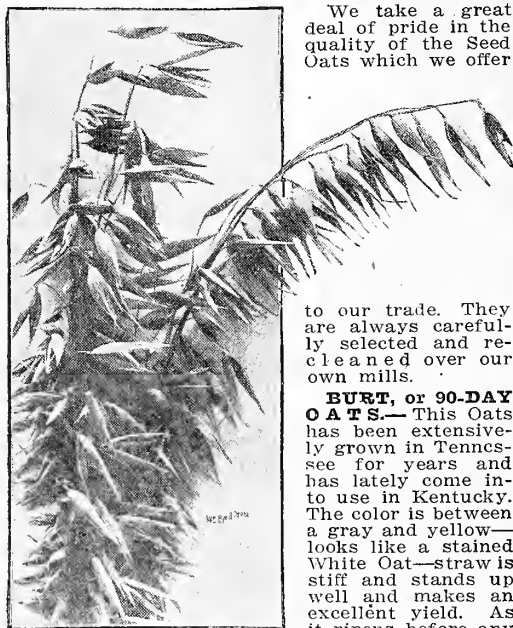 We take a great
deal of pride in the
quality of the Seed
Oats which we offer
to our trade. They
are always careful-
ly selected and re-
cleaned over our
own mills.
BURT, or 90-DAY
OATS.— This Oats
has been extensive-
ly grown in Tennes-
see for years and
has lately come in-
to use in Kentucky.
The color is between
a gray and yellow—
looks like a stained
White Oat—straw is
stiff and stands up
well and makes an
excellent yield. As
it ripens before any